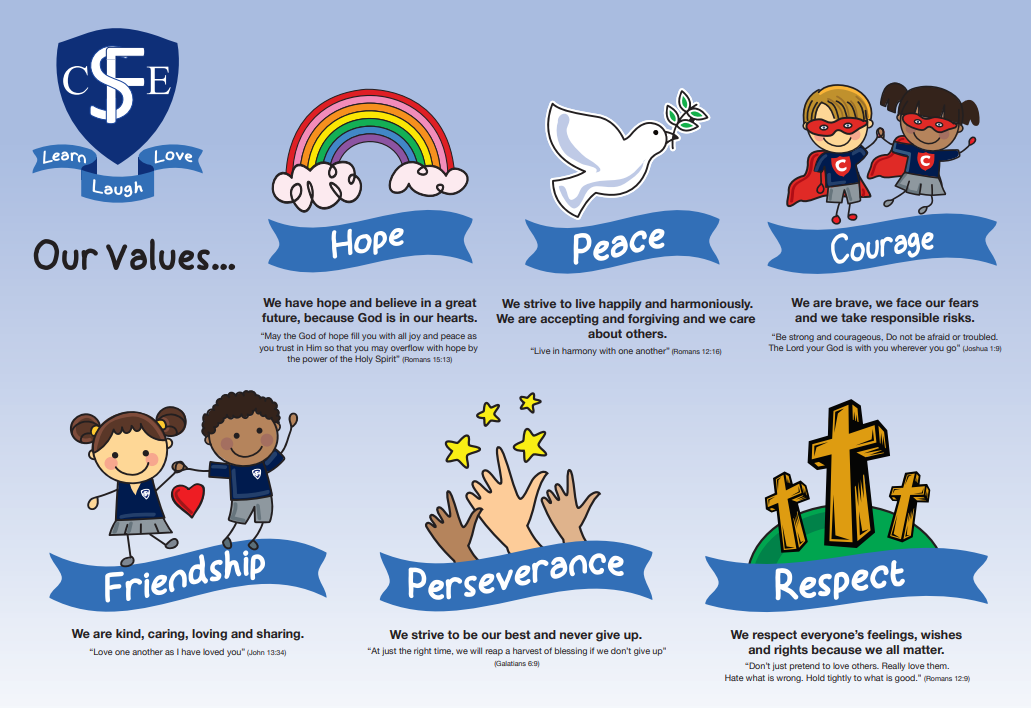 C SF E
Learn
Love
Laugh
Our Values...
Hope
We have hope and believe in a great
future, because God is in our hearts.
“May the God of hope fill you with all joy and peace as
you trust in Him so that you may overflow with hope by
the power of the Holy Spirit” (Romans 15:13)
Peace
We strive to live happily and harmoniously.
We are accepting and forgiving and we care
about others.
“Live in harmony with one another” (Romans 12:16)
C
C
Courage
We are brave, we face our fears
and we take responsible risks.
“Be strong and courageous, Do not be afraid or troubled.
The Lord your God is with you wherever you go” (Joshua 1:9)
Friendship
We are kind, caring, loving and sharing.
“Love one another as I have loved you” (John 13:34)
Perseverance
We strive to be our best and never give up.
“At just the right time, we will reap a harvest of blessing if we don’t give up”
(Galatians 6:9)
Respect
We respect everyone’s feelings, wishes
and rights because we all matter.
“Don’t just pretend to love others. Really love them.
Hate what is wrong. Hold tightly to what is good.” (Romans 12:9)